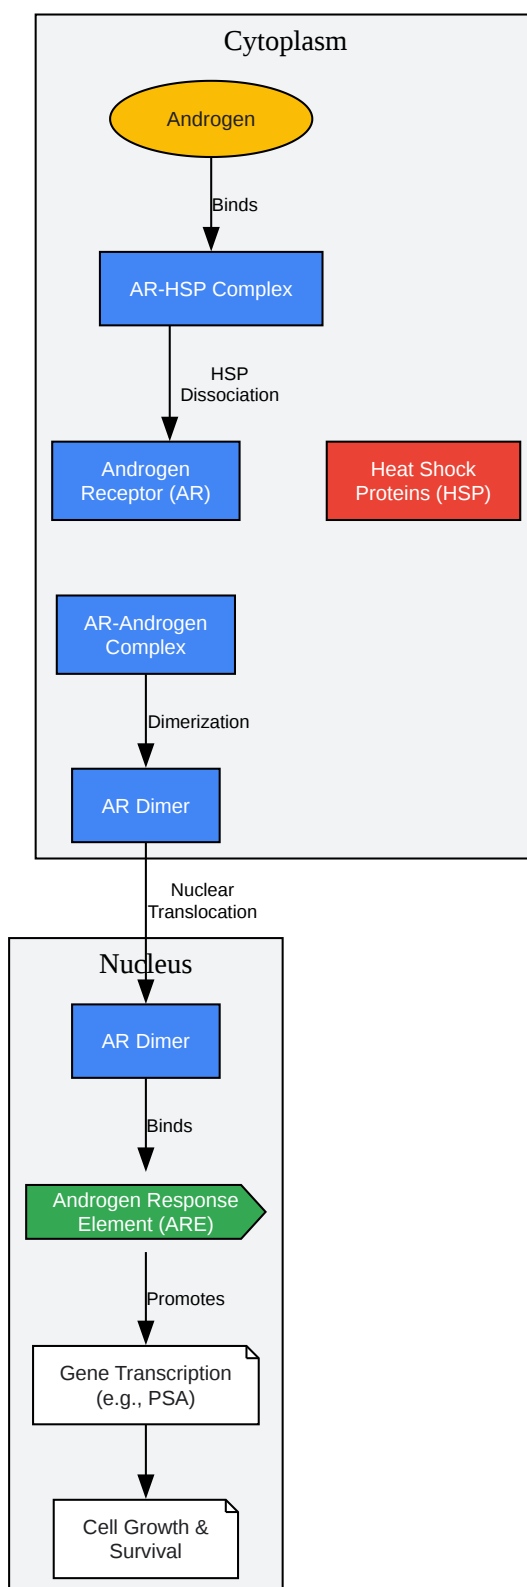 Cytoplasm
Androgen
Binds
AR-HSP Complex
HSP
Dissociation
Androgen
Receptor (AR)
Heat Shock
Proteins (HSP)
AR-Androgen
Complex
Dimerization
AR Dimer
Nuclear
Translocation
Nucleus
AR Dimer
Binds
Androgen Response
Element (ARE)
Promotes
Gene Transcription
(e.g., PSA)
Cell Growth &
Survival